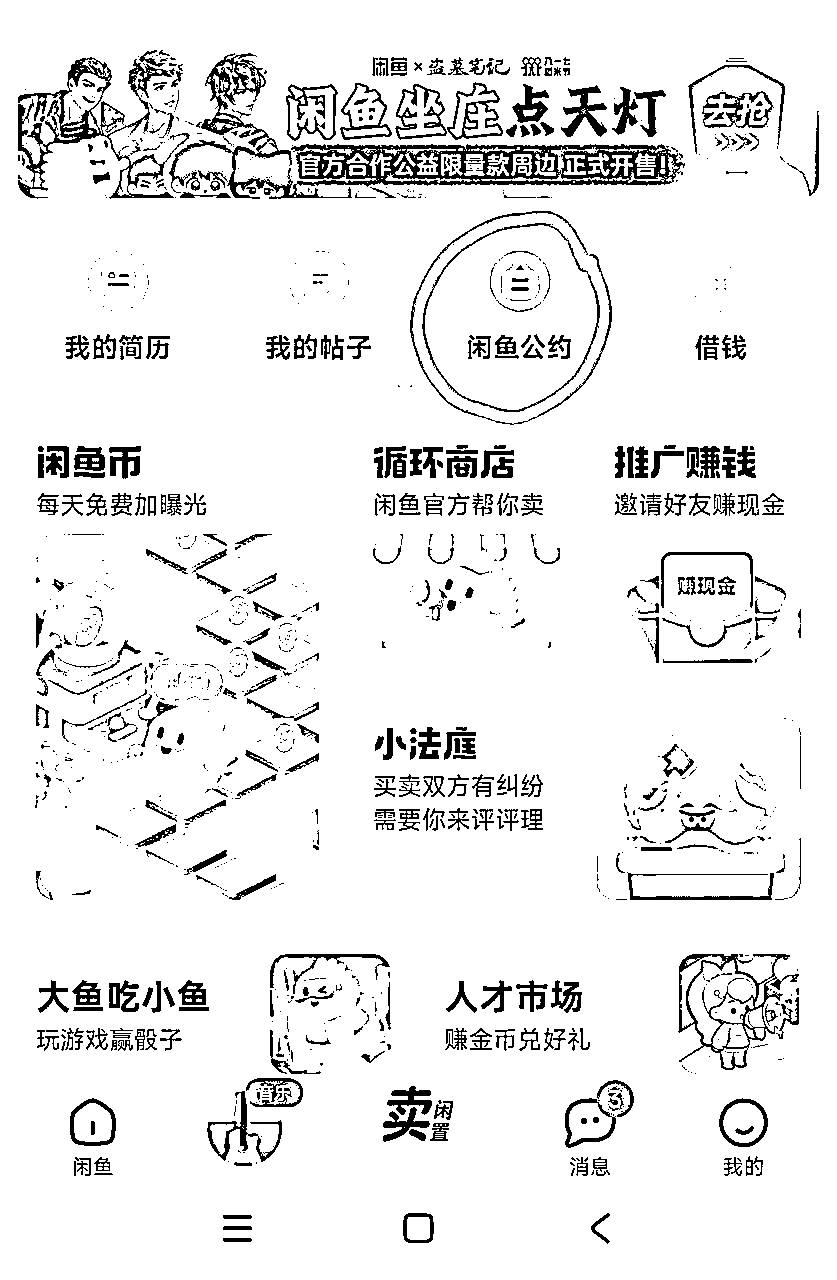 闲鱼×盗墓笔记
闲鱼坐庄点天灯
去抢
官方合作公益限量款周边 正式开售！
我的简历
我的帖子
闲鱼公约
借钱
闲鱼币
每天免费加曝光
循环商店
闲鱼官方帮你卖
推广赚钱
邀请好友赚现金
赚现金
小法庭
买卖双方有纠纷
需要你来评评理
大鱼吃小鱼
玩游戏赢骰子
人才市场
赚金币兑好礼
闲鱼
音乐
卖闲置
3
消息
我的